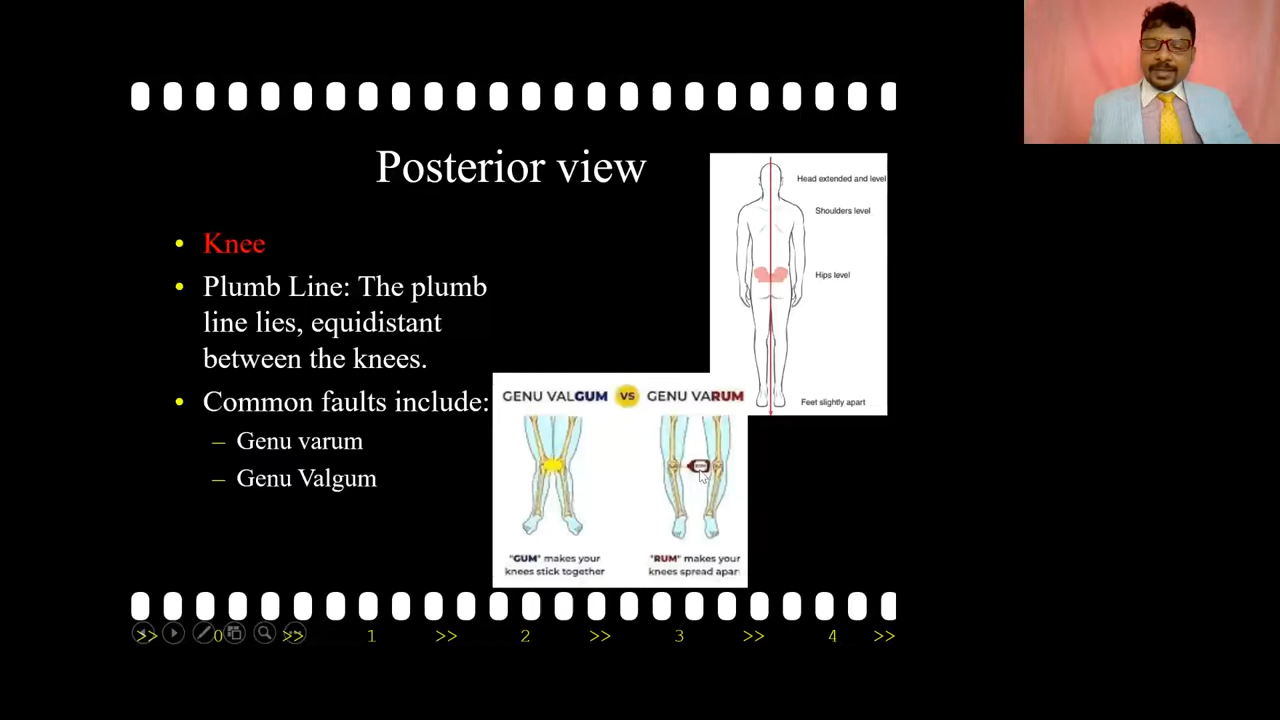 Posterior view
• Knee
• Plumb Line: The plumb
line lies, equidistant
between the knees.
• Common faults include:
– Genu varum
– Genu Valgum
Head extended and level
Shoulders level
Hips level
Feet slightly apart
GENU VALGUM VS GENU VARUM
"GUM" makes your
knees stick together
"RUM" makes your
knees spread apar
>> 0 >> 1 >> 2 >> 3 >> 4 >>